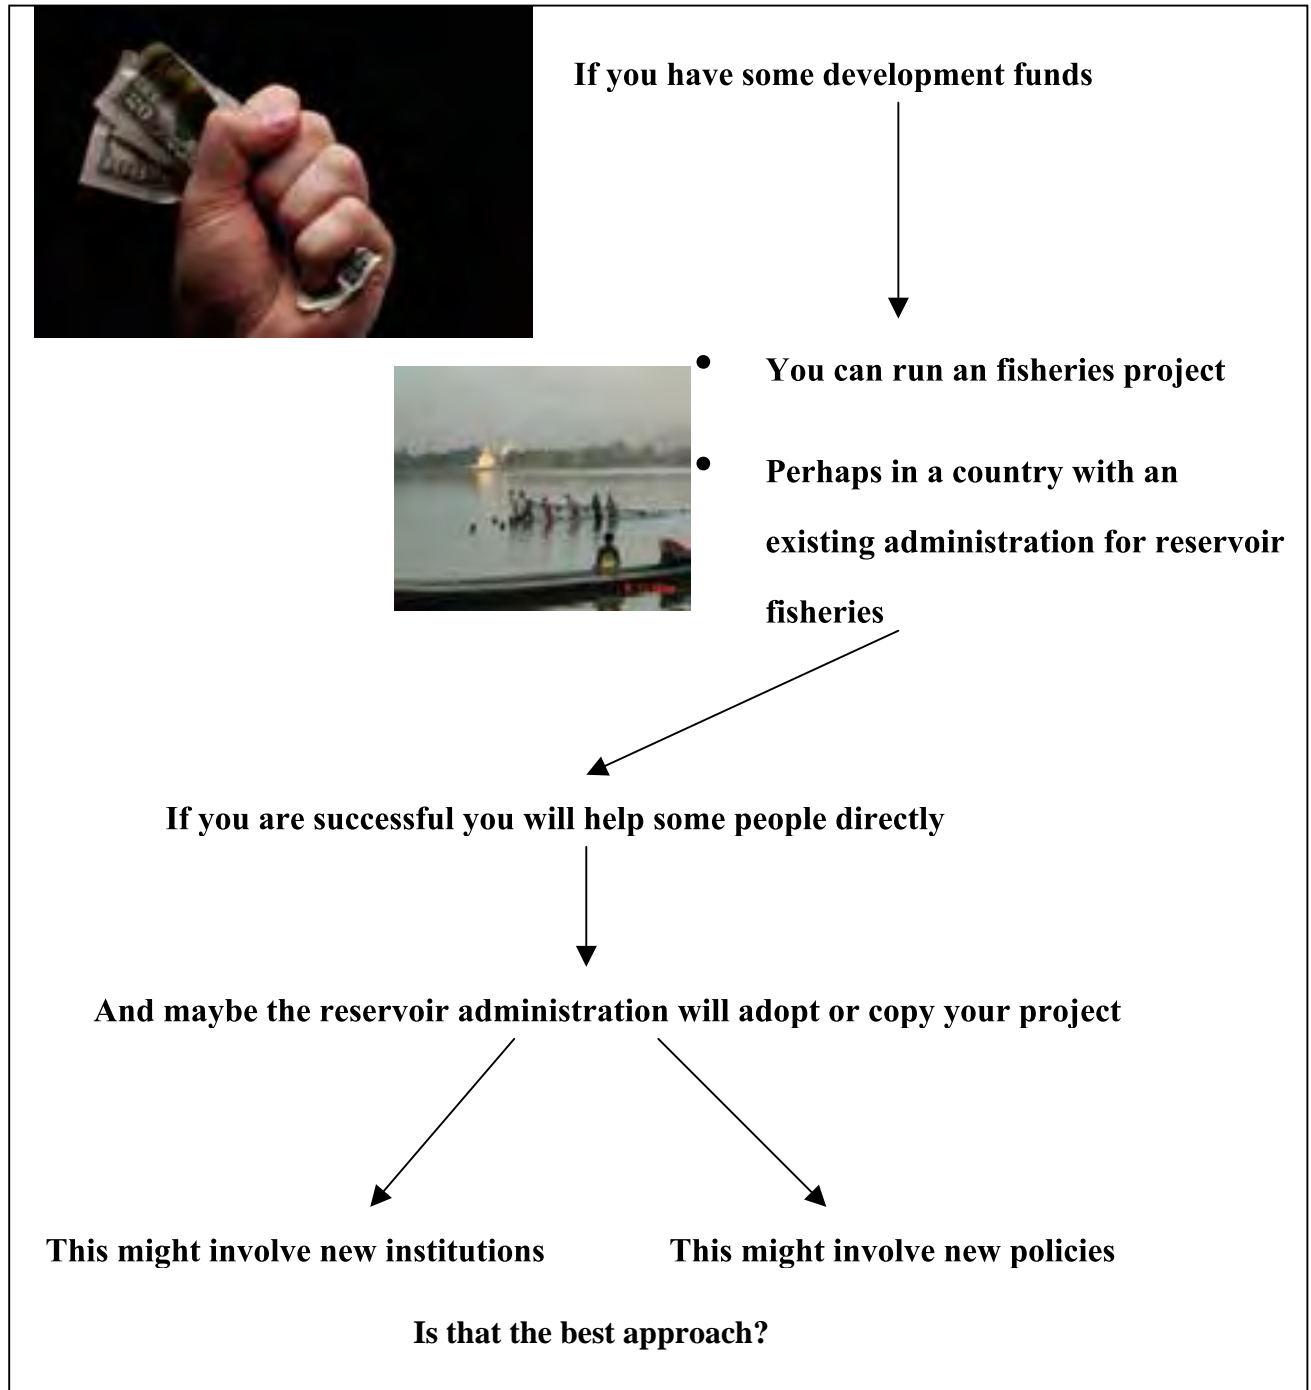 If you have some development funds
• You can run an fisheries project
• Perhaps in a country with an
existing administration for reservoir
fisheries
If you are successful you will help some people directly
And maybe the reservoir administration will adopt or copy your project
This might involve new institutions
This might involve new policies
Is that the best approach?